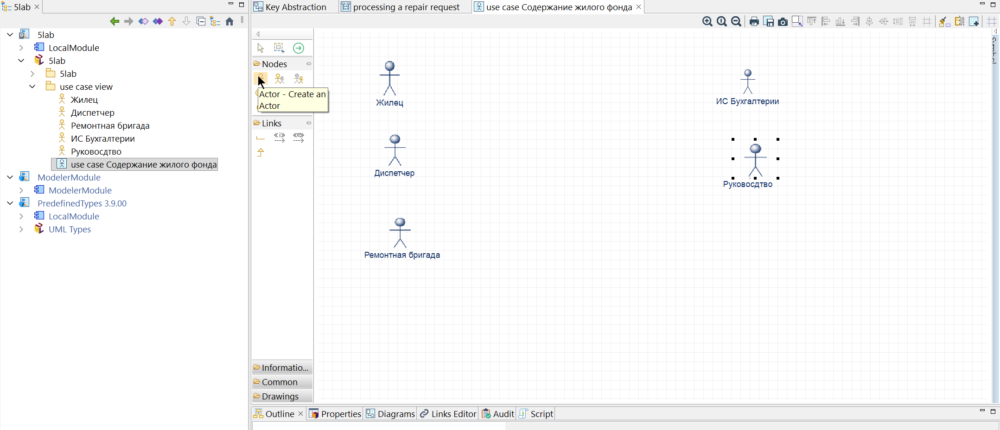 5lab
Key Abstraction
processing a repair request
use case Содержание жилого фонда
5lab
LocalModule
5lab
5lab
use case view
Жилец
Диспетчер
Ремонтная бригада
ИС Бухгалтерии
Руковосдтво
use case Содержание жилого фонда
ModelerModule
ModelerModule
PredefinedTypes 3.9.00
LocalModule
UML Types
Nodes
Actor - Create an
Actor
Links
«i»
«e»
Informatio...
Common
Drawings
Жилец
ИС Бухгалтерии
Диспетчер
Руковосдтво
Ремонтная бригада
Outline
Properties
Diagrams
Links Editor
Audit
Script